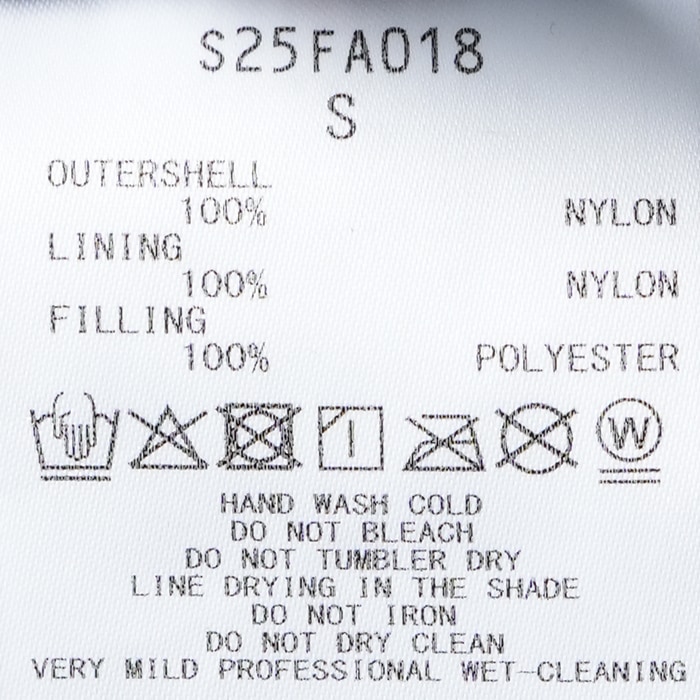 S25FA018
S
OUTERSHELL
100% NYLON
LINING
100% NYLON
FILLING
100% POLYESTER
W
HAND WASH COLD
DO NOT BLEACH
DO NOT TUMBLER DRY
LINE DRYING IN THE SHADE
DO NOT IRON
DO NOT DRY CLEAN
VERY MILD PROFESSIONAL WET-CLEANING